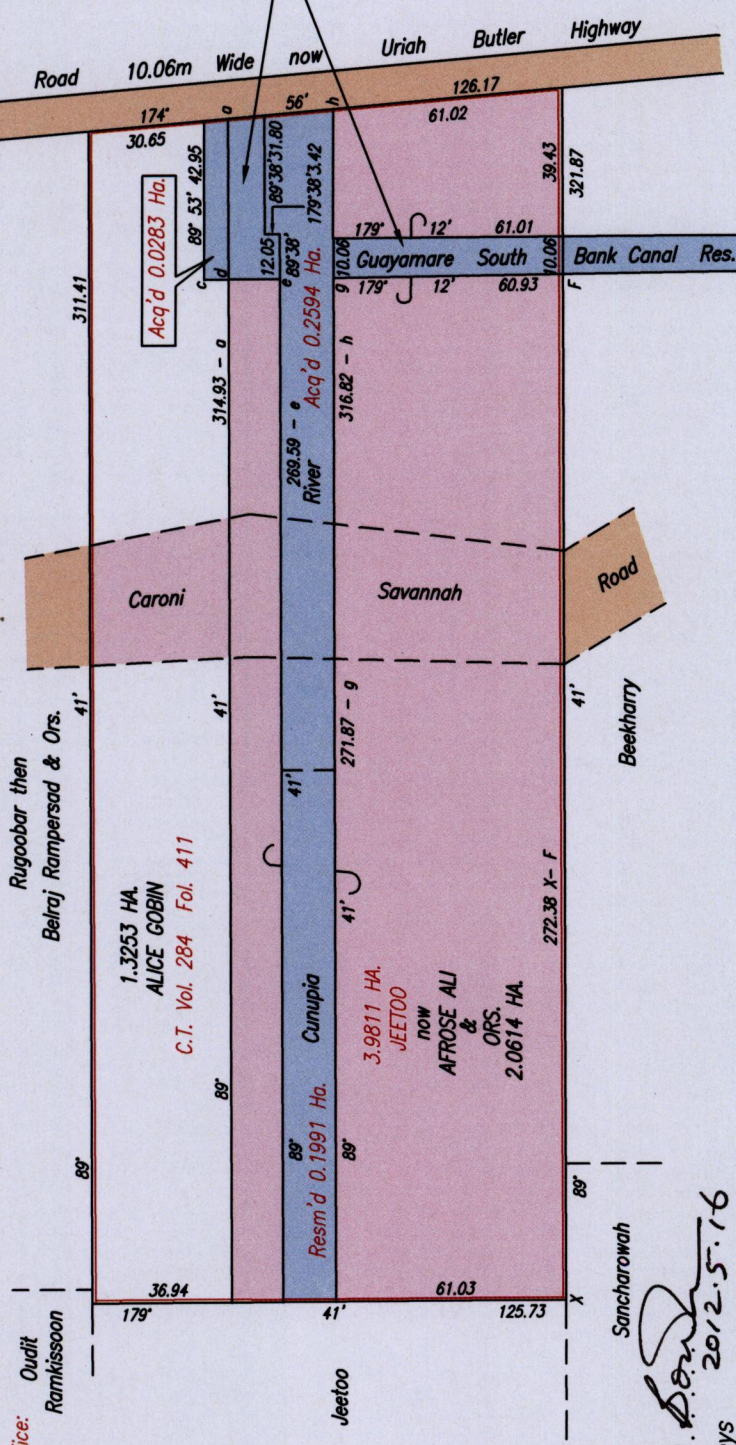 Road 10.06m Wide now Uriah Butler Highway
174° 56' 126.17
30.65 a h 61.02
89° 53' 42.95
89°38'31.80
179°38'3.42
39.43
321.87
311.41
Acq'd 0.0283 Ha.
c d
12.05
e 89°38'
Acq'd 0.2594 Ha.
10.06
g
179° 12' 61.01
Guayamare South Bank Canal Res.
10.06
179° 12' 60.93
F
314.93 - a
269.59 - e
River
316.82 - h
Caroni Savannah
Road
Rugoobar then
Belraj Rampersad & Ors.
41'
41'
41'
271.87 - g
41'
41'
Beekharry
1.3253 HA.
ALICE GOBIN
C.T. Vol. 284 Fol. 411
Cunupia
272.38 X- F
3.9811 HA.
JEETOO
now
AFROSE ALI
&
ORS.
2.0614 HA.
89°
89°
89°
Resm'd 0.1991 Ha.
89°
89°
ice:
Oudit
Ramkissoon
36.94
179° 41' 125.73
61.03
X
Jeetoo
Sancharowah
2012.5.16
ys